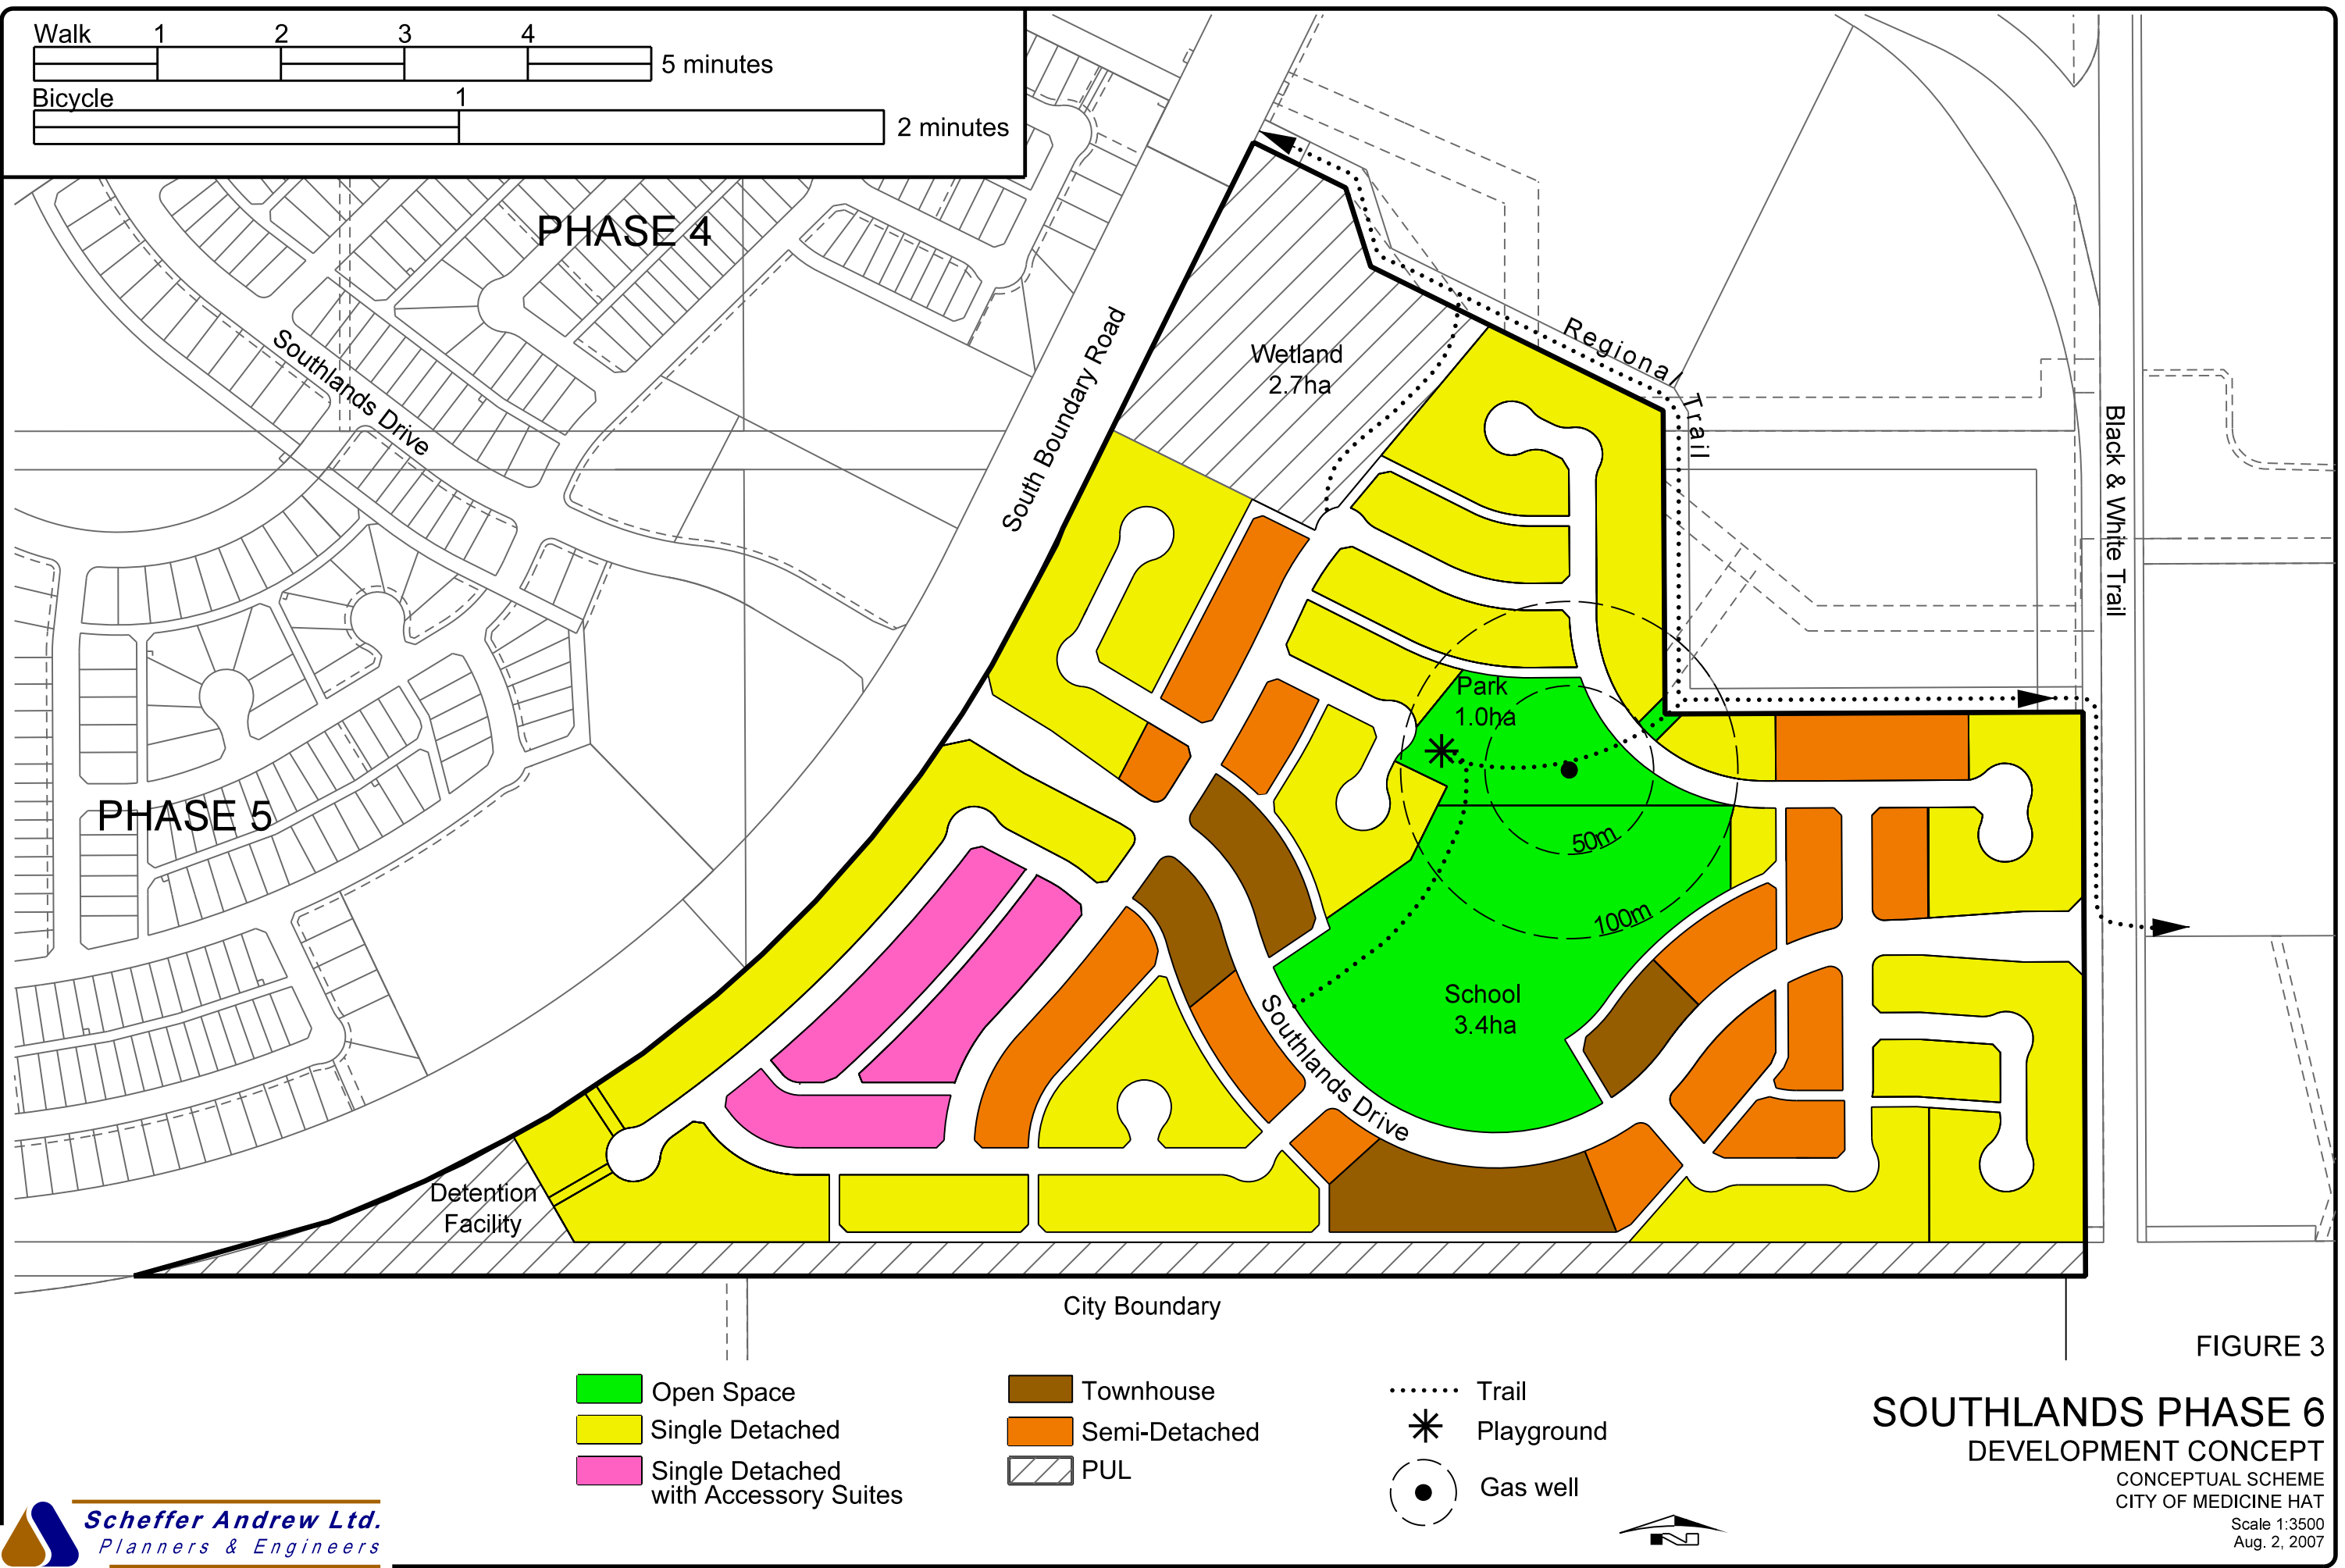 Walk 1 2 3 4
5 minutes
Bicycle 1
2 minutes
PHASE 4
Southlands Drive
South Boundary Road
Wetland
2.7ha
Regional Trail
Black & White Trail
PHASE 5
Park
1.0ha
50m
100m
School
3.4ha
Southlands Drive
Detention
Facility
City Boundary
FIGURE 3
Open Space
Single Detached
Single Detached
with Accessory Suites
Townhouse
Semi-Detached
PUL
Trail
Playground
Gas well
SOUTHLANDS PHASE 6
DEVELOPMENT CONCEPT
CONCEPTUAL SCHEME
CITY OF MEDICINE HAT
Scale 1:3500
Aug. 2, 2007
N
Scheffer Andrew Ltd.
Planners & Engineers